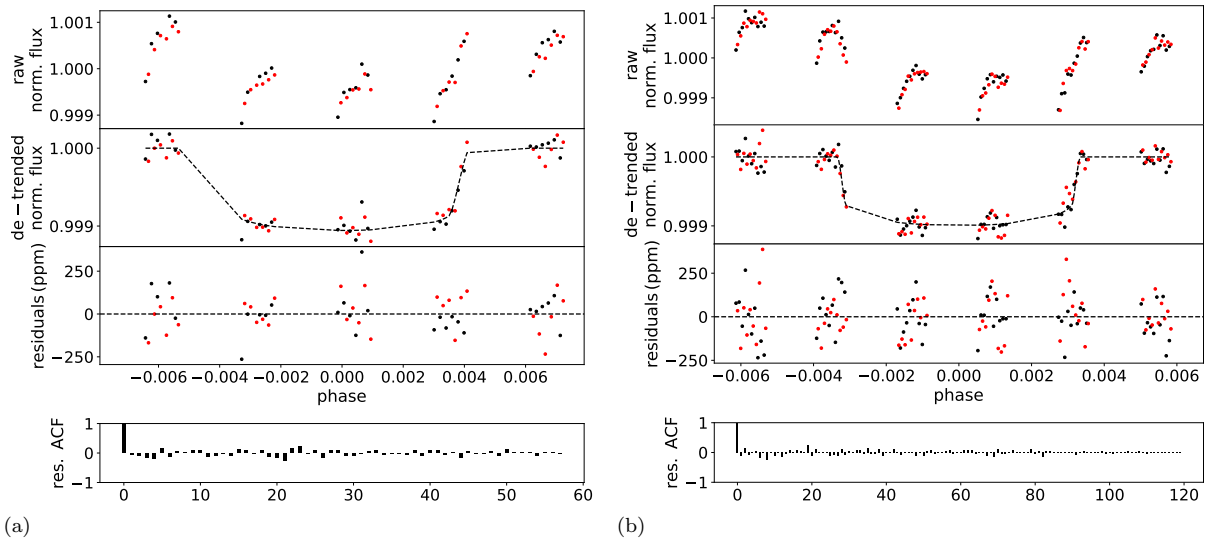 1.001
1.000
0.999
raw
norm. flux
1.000
0.999
de − trended
norm. flux
250
0
−250
residuals (ppm)
−0.006 −0.004 −0.002 0.000 0.002 0.004 0.006
phase
1
0
−1
res. ACF
0 10 20 30 40 50 60
(a)
1.001
1.000
0.999
raw
norm. flux
1.000
0.999
de − trended
norm. flux
250
0
−250
residuals (ppm)
−0.006 −0.004 −0.002 0.000 0.002 0.004 0.006
phase
1
0
−1
res. ACF
0 20 40 60 80 100 120
(b)